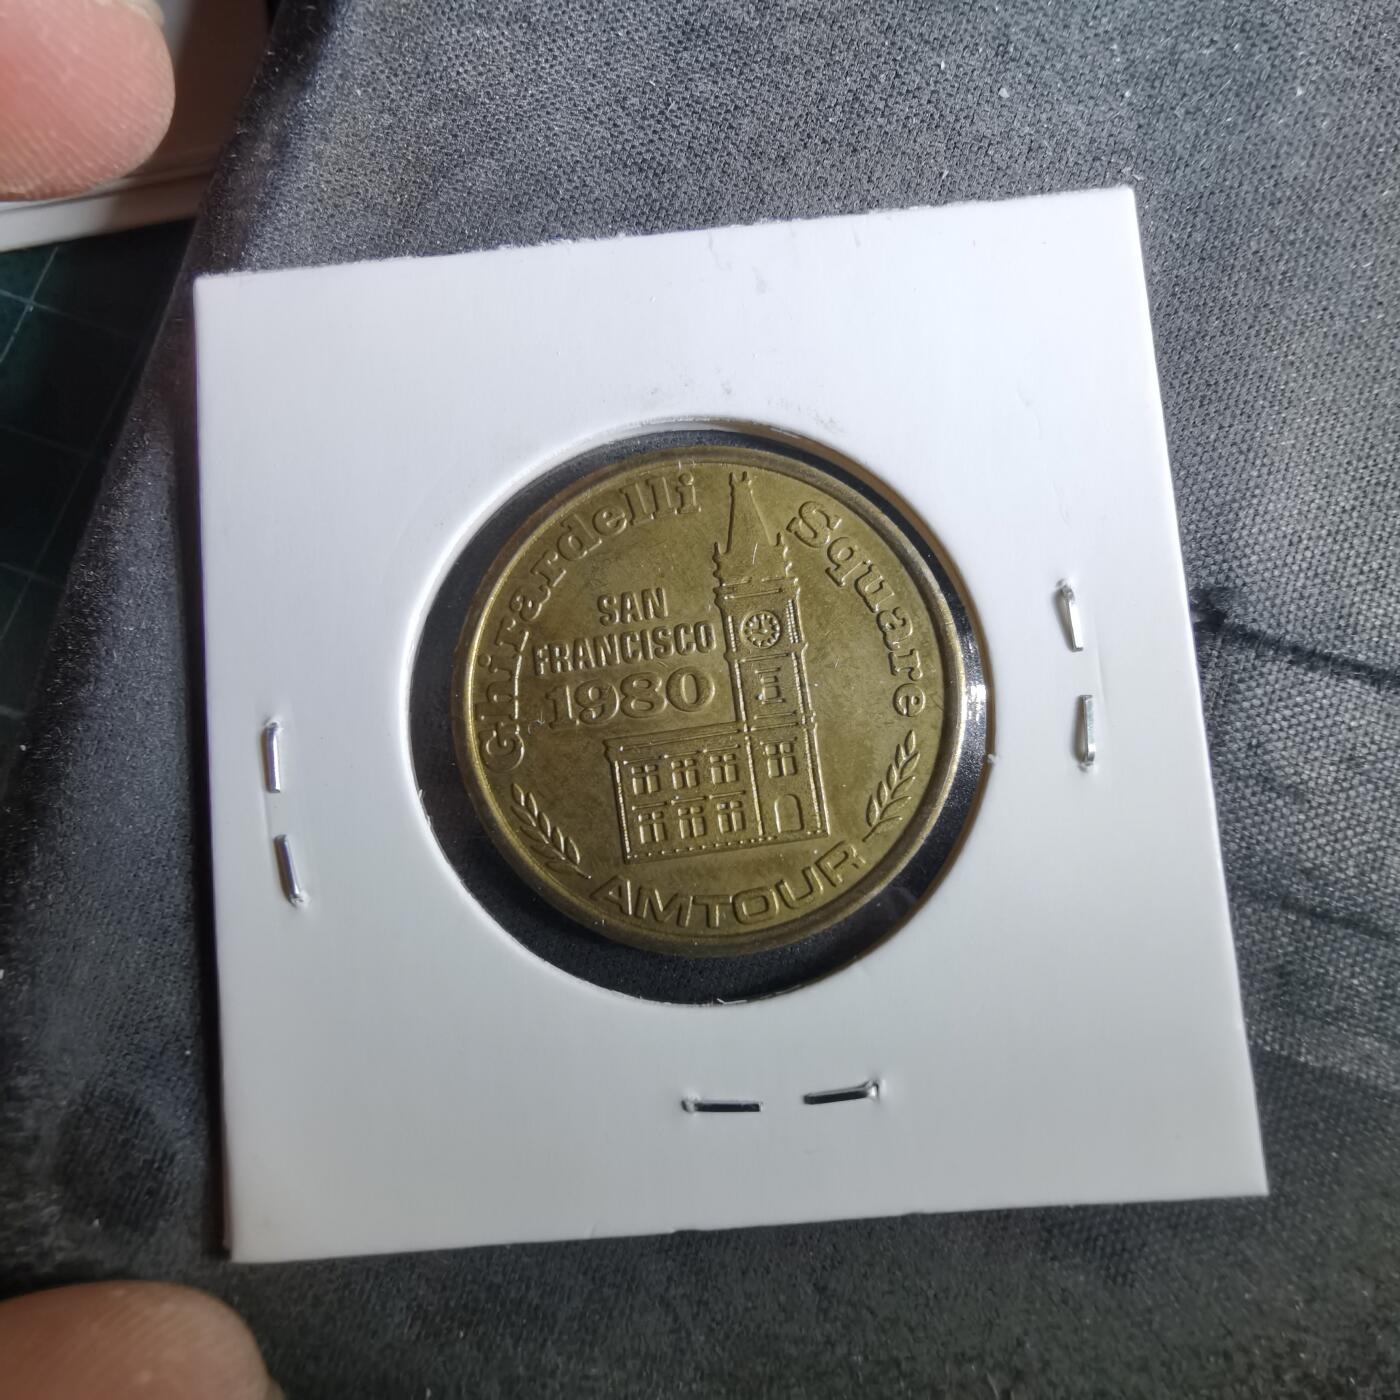 Ghirardelli Square
SAN
FRANCISCO
1980
AMTOUR